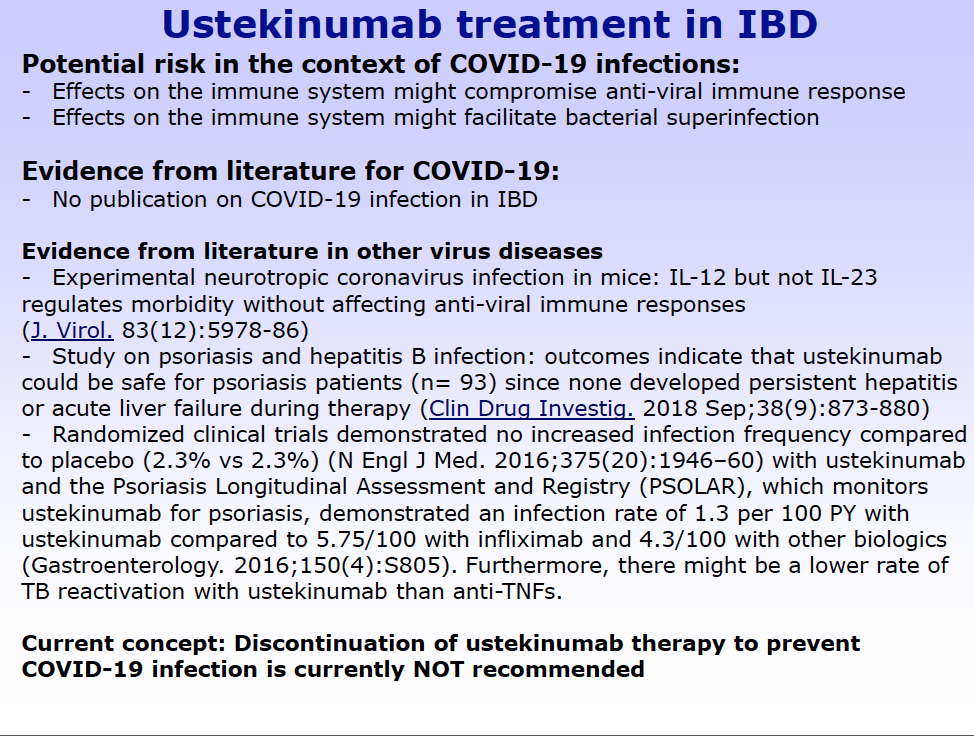 Ustekinumab treatment in IBD
Potential risk in the context of COVID-19 infections:
- Effects on the immune system might compromise anti-viral immune response
- Effects on the immune system might facilitate bacterial superinfection
Evidence from literature for COVID-19:
- No publication on COVID-19 infection in IBD
Evidence from literature in other virus diseases
- Experimental neurotropic coronavirus infection in mice: IL-12 but not IL-23
regulates morbidity without affecting anti-viral immune responses
(J. Virol. 83(12):5978-86)
- Study on psoriasis and hepatitis B infection: outcomes indicate that ustekinumab
could be safe for psoriasis patients (n= 93) since none developed persistent hepatitis
or acute liver failure during therapy (Clin Drug Investig. 2018 Sep;38(9):873-880)
- Randomized clinical trials demonstrated no increased infection frequency compared
to placebo (2.3% vs 2.3%) (N Engl J Med. 2016;375(20):1946–60) with ustekinumab
and the Psoriasis Longitudinal Assessment and Registry (PSOLAR), which monitors
ustekinumab for psoriasis, demonstrated an infection rate of 1.3 per 100 PY with
ustekinumab compared to 5.75/100 with infliximab and 4.3/100 with other biologics
(Gastroenterology. 2016;150(4):S805). Furthermore, there might be a lower rate of
TB reactivation with ustekinumab than anti-TNFs.
Current concept: Discontinuation of ustekinumab therapy to prevent
COVID-19 infection is currently NOT recommended